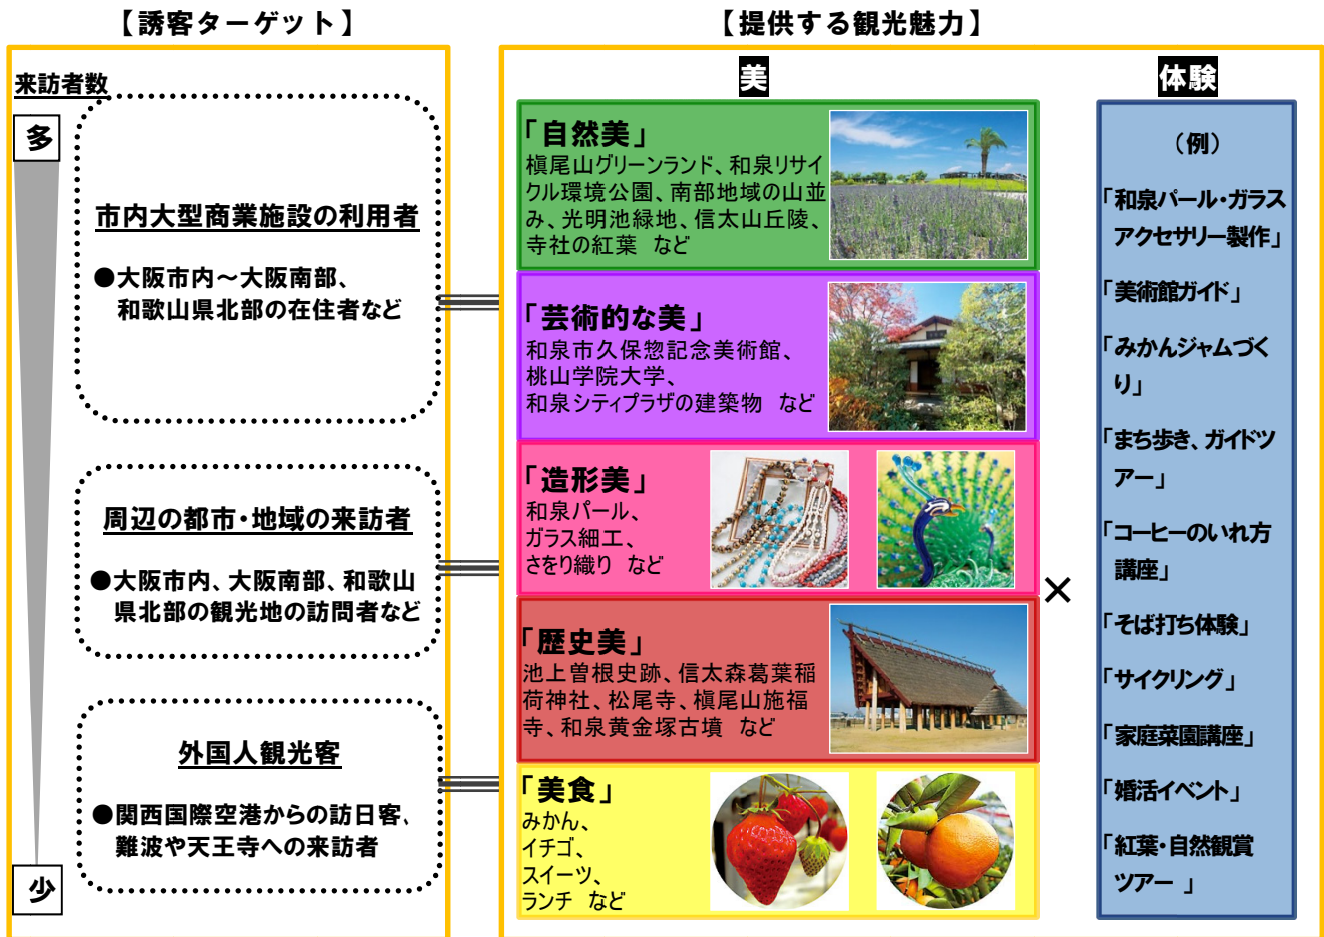 【誘客ターゲット】
来訪者数
多
市内大型商業施設の利用者
●大阪市内～大阪南部、
和歌山県北部の在住者など
周辺の都市・地域の来訪者
●大阪市内、大阪南部、和歌山
県北部の観光地の訪問者など
外国人観光客
●関西国際空港からの訪日客、
難波や天王寺への来訪者
少
【提供する観光魅力】
美
「自然美」
槇尾山グリーンランド、和泉リサイ
クル環境公園、南部地域の山並
み、光明池緑地、信太山丘陵、
寺社の紅葉 など
「芸術的な美」
和泉市久保惣記念美術館、
桃山学院大学、
和泉シティプラザの建築物 など
「造形美」
和泉パール、
ガラス細工、
さをり織り など
「歴史美」
池上曽根史跡、信太森葛葉稲
荷神社、松尾寺、槇尾山施福
寺、和泉黄金塚古墳 など
「美食」
みかん、
イチゴ、
スイーツ、
ランチ など
×
体験
（例）
「和泉パール・ガラス
アクセサリー製作」
「美術館ガイド」
「みかんジャムづく
り」
「まち歩き、ガイドツ
アー」
「コーヒーのいれ方
講座」
「そば打ち体験」
「サイクリング」
「家庭菜園講座」
「婚活イベント」
「紅葉・自然観賞
ツアー 」